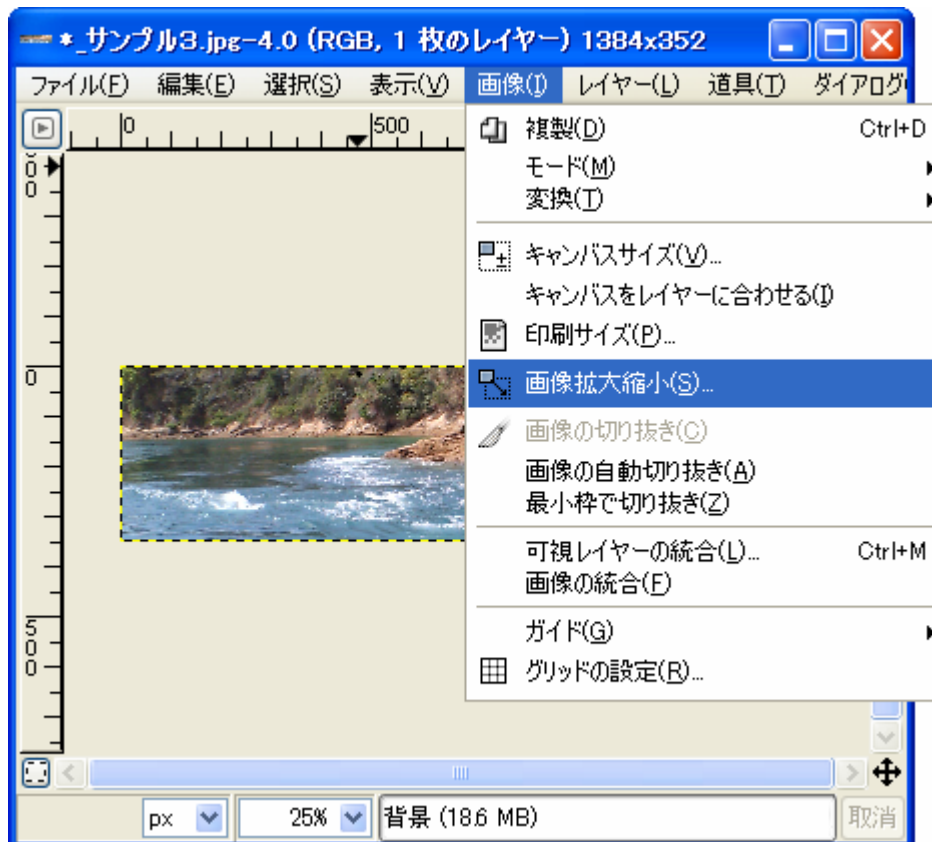 *_サンプル3.jpg-4.0 (RGB, 1 枚のレイヤー) 1384x352
ファイル(F) 編集(E) 選択(S) 表示(V) 画像(I) レイヤー(L) 道具(T) ダイアログ
0 500
複製(D) Ctrl+D
モード(M)
変換(T)
キャンバスサイズ(V)...
キャンバスをレイヤーに合わせる(I)
印刷サイズ(P)...
0
画像拡大縮小(S)...
画像の切り抜き(C)
画像の自動切り抜き(A)
最小枠で切り抜き(Z)
可視レイヤーの統合(L)... Ctrl+M
画像の統合(F)
500
ガイド(G)
グリッドの設定(R)...
px 25% 背景 (18.6 MB) 取消